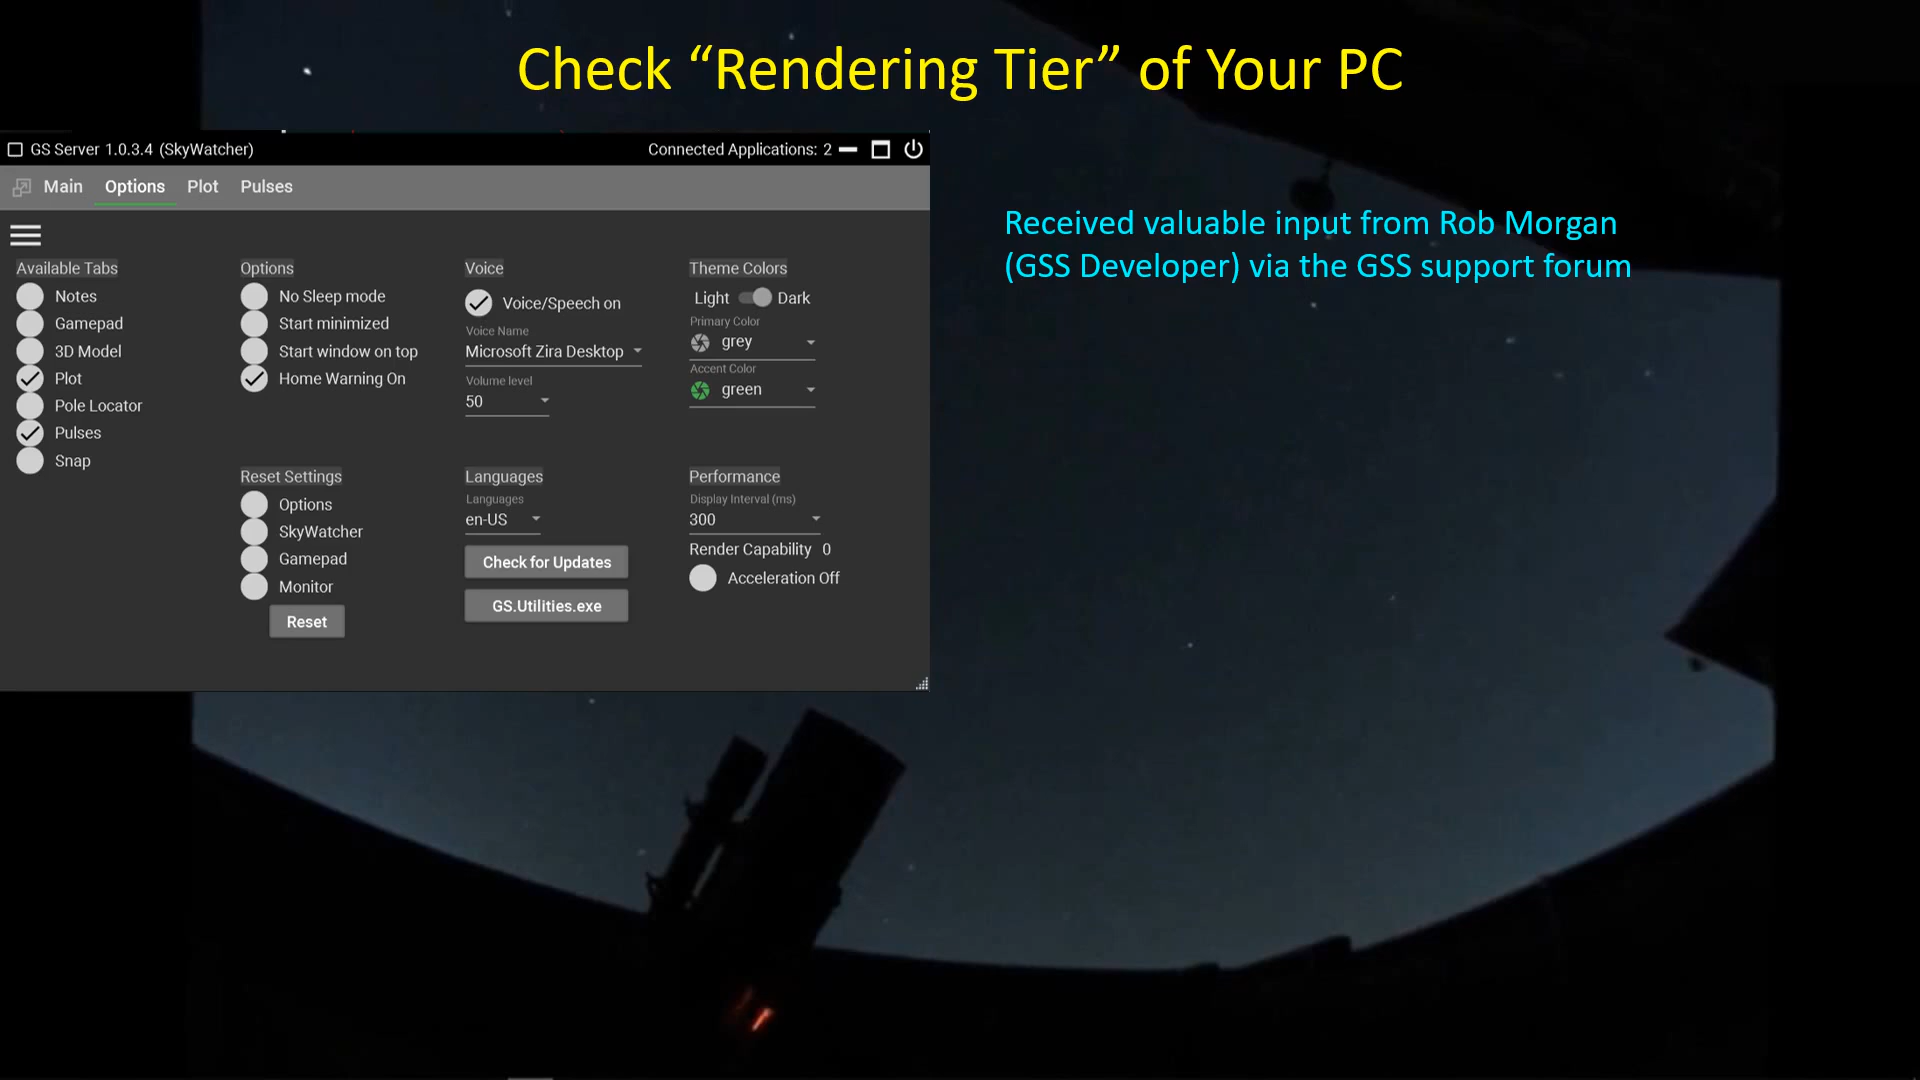 Check “Rendering Tier” of Your PC
GS Server 1.0.3.4 (SkyWatcher)
Connected Applications: 2
Main
Options
Plot
Pulses
Received valuable input from Rob Morgan
(GSS Developer) via the GSS support forum
Available Tabs
Notes
Gamepad
3D Model
Plot
Pole Locator
Pulses
Snap
Options
No Sleep mode
Start minimized
Start window on top
Home Warning On
Voice
Voice/Speech on
Voice Name
Microsoft Zira Desktop
Volume level
50
Theme Colors
Light
Dark
Primary Color
grey
Accent Color
green
Reset Settings
Options
SkyWatcher
Gamepad
Monitor
Reset
Languages
Languages
en-US
Check for Updates
GS.Utilities.exe
Performance
Display Interval (ms)
300
Render Capability 0
Acceleration Off